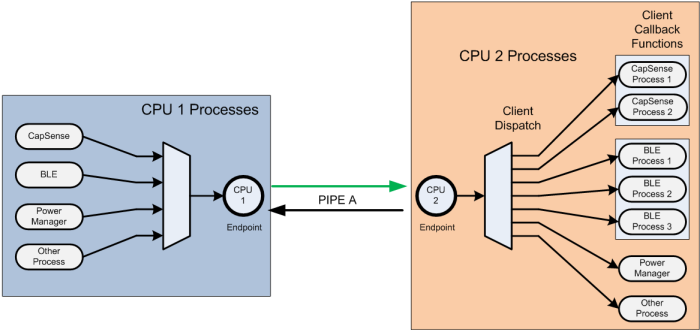 CPU 1 Processes
CapSense
BLE
Power
Manager
Other
Process
CPU
1
Endpoint
PIPE A
CPU 2 Processes
Client
Dispatch
CPU
2
Endpoint
Client
Callback
Functions
CapSense
Process 1
CapSense
Process 2
BLE
Process 1
BLE
Process 2
BLE
Process 3
Power
Manager
Other
Process